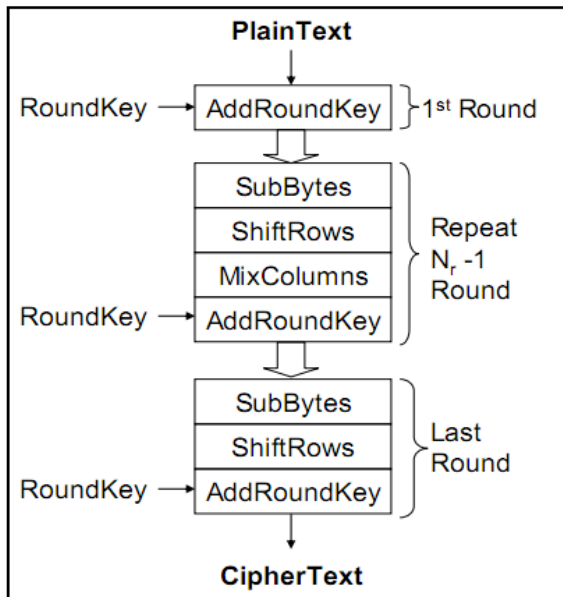 PlainText
RoundKey
AddRoundKey
1st Round
SubBytes
ShiftRows
MixColumns
RoundKey
AddRoundKey
Repeat
Nr -1
Round
SubBytes
ShiftRows
RoundKey
AddRoundKey
Last
Round
CipherText